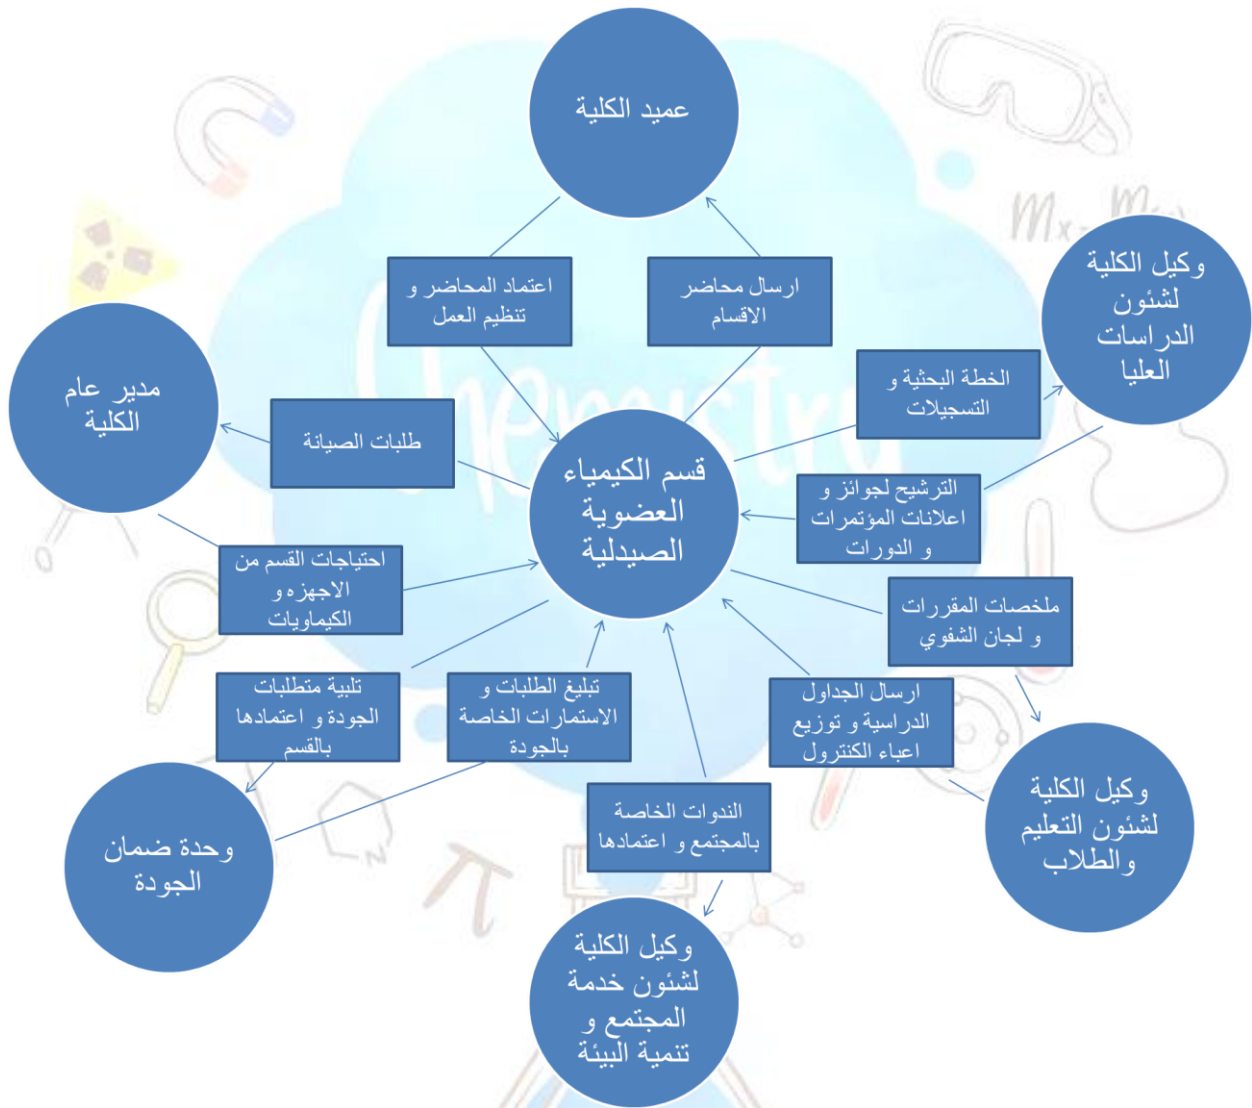 عميد الكلية
اعتماد المحاضر و
تنظيم العمل
ارسال محاضر
الاقسام
وكيل الكلية
لشئون
الدراسات
العليا
الخطة البحثية و
التسجيلات
مدير عام
الكلية
طلبات الصيانة
قسم الكيمياء
العضوية
الصيدلية
الترشيح لجوائز و
اعلانات المؤتمرات
و الدورات
احتياجات القسم من
الاجهزه و
الكيماويات
ملخصات المقررات
و لجان الشفوي
تلبية متطلبات
الجودة و اعتمادها
بالقسم
تبليغ الطلبات و
الاستمارات الخاصة
بالجودة
ارسال الجداول
الدراسية و توزيع
اعباء الكنترول
وكيل الكلية
لشئون التعليم
والطلاب
الندوات الخاصة
بالمجتمع و اعتمادها
وحدة ضمان
الجودة
وكيل الكلية
لشئون خدمة
المجتمع و
تنمية البيئة
Chemistry